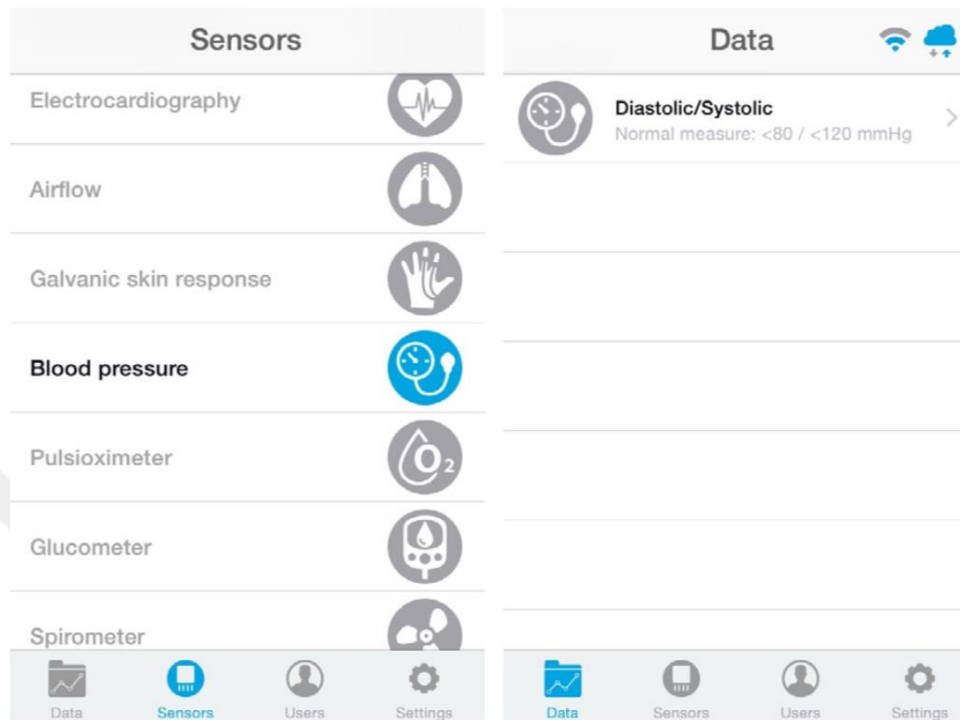 Sensors
Electrocardiography
Airflow
Galvanic skin response
Blood pressure
Pulsioximeter
O2
Glucometer
Spirometer
Data
Sensors
Users
Settings
Data
Diastolic/Systolic
Normal measure: <80 / <120 mmHg
Data
Sensors
Users
Settings